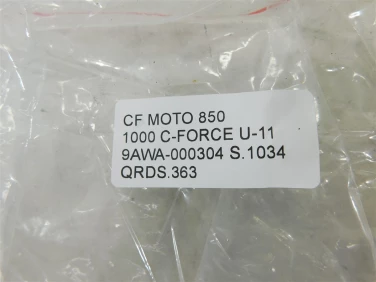 CF MOTO 850
1000 C-FORCE U-11
9AWA-000304 S.1034
QRDS.363